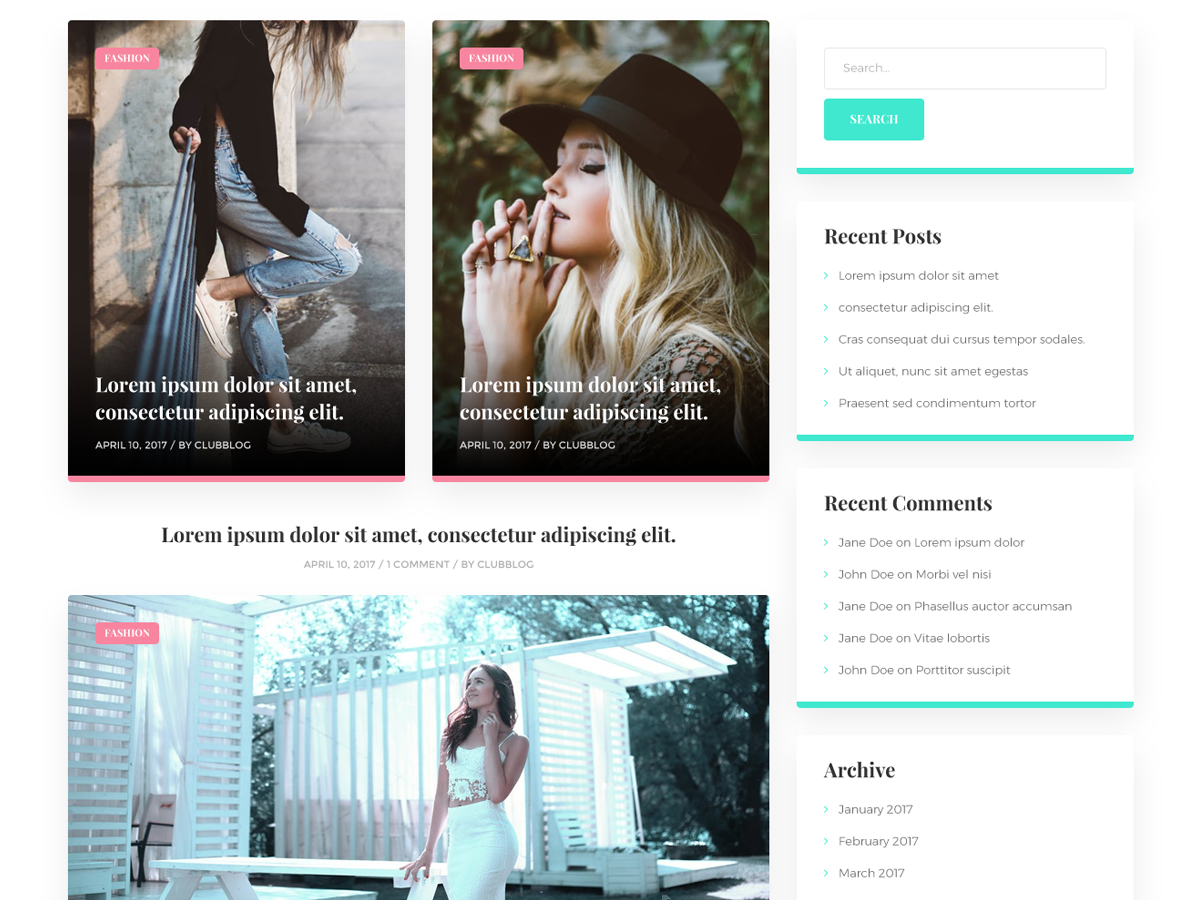 FASHION
Lorem ipsum dolor sit amet,
consectetur adipiscing elit.
APRIL 10, 2017 / BY CLUBBLOG
FASHION
Lorem ipsum dolor sit amet,
consectetur adipiscing elit.
APRIL 10, 2017 / BY CLUBBLOG
Lorem ipsum dolor sit amet, consectetur adipiscing elit.
APRIL 10, 2017 / 1 COMMENT / BY CLUBBLOG
FASHION
Search...
SEARCH
Recent Posts
Lorem ipsum dolor sit amet
consectetur adipiscing elit.
Cras consequat dui cursus tempor sodales.
Ut aliquet, nunc sit amet egestas
Praesent sed condimentum tortor
Recent Comments
Jane Doe on Lorem ipsum dolor
John Doe on Morbi vel nisi
Jane Doe on Phasellus auctor accumsan
Jane Doe on Vitae lobortis
John Doe on Porttitor suscipit
Archive
January 2017
February 2017
March 2017